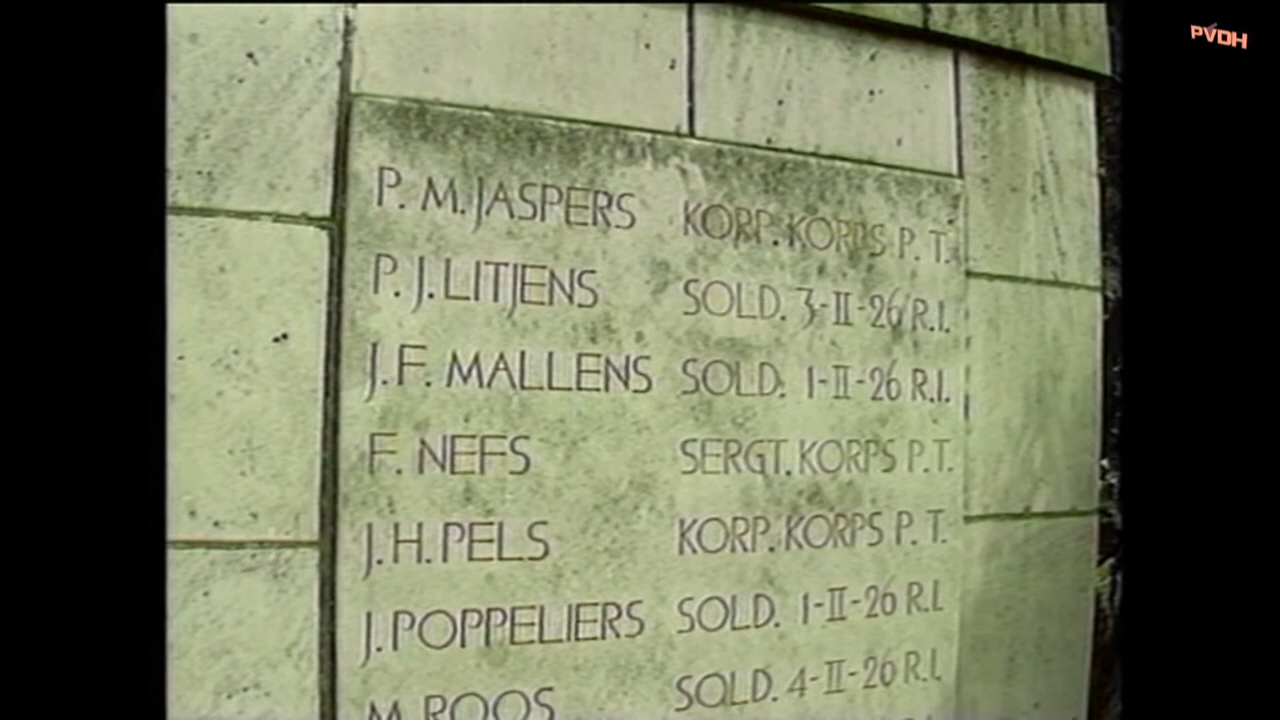 PVDH
P. M. JASPERS KORP. KORPS P. T.
P. J. LITJENS SOLD. 3-II-26 R.I.
J. F. MALLENS SOLD. 1-II-26 R.I.
F. NEFS SERGT. KORPS P. T.
J. H. PELS KORP. KORPS P. T.
J. POPPELIERS SOLD. 1-II-26 R.I.
M. ROOS SOLD. 4-II-26 R.I.